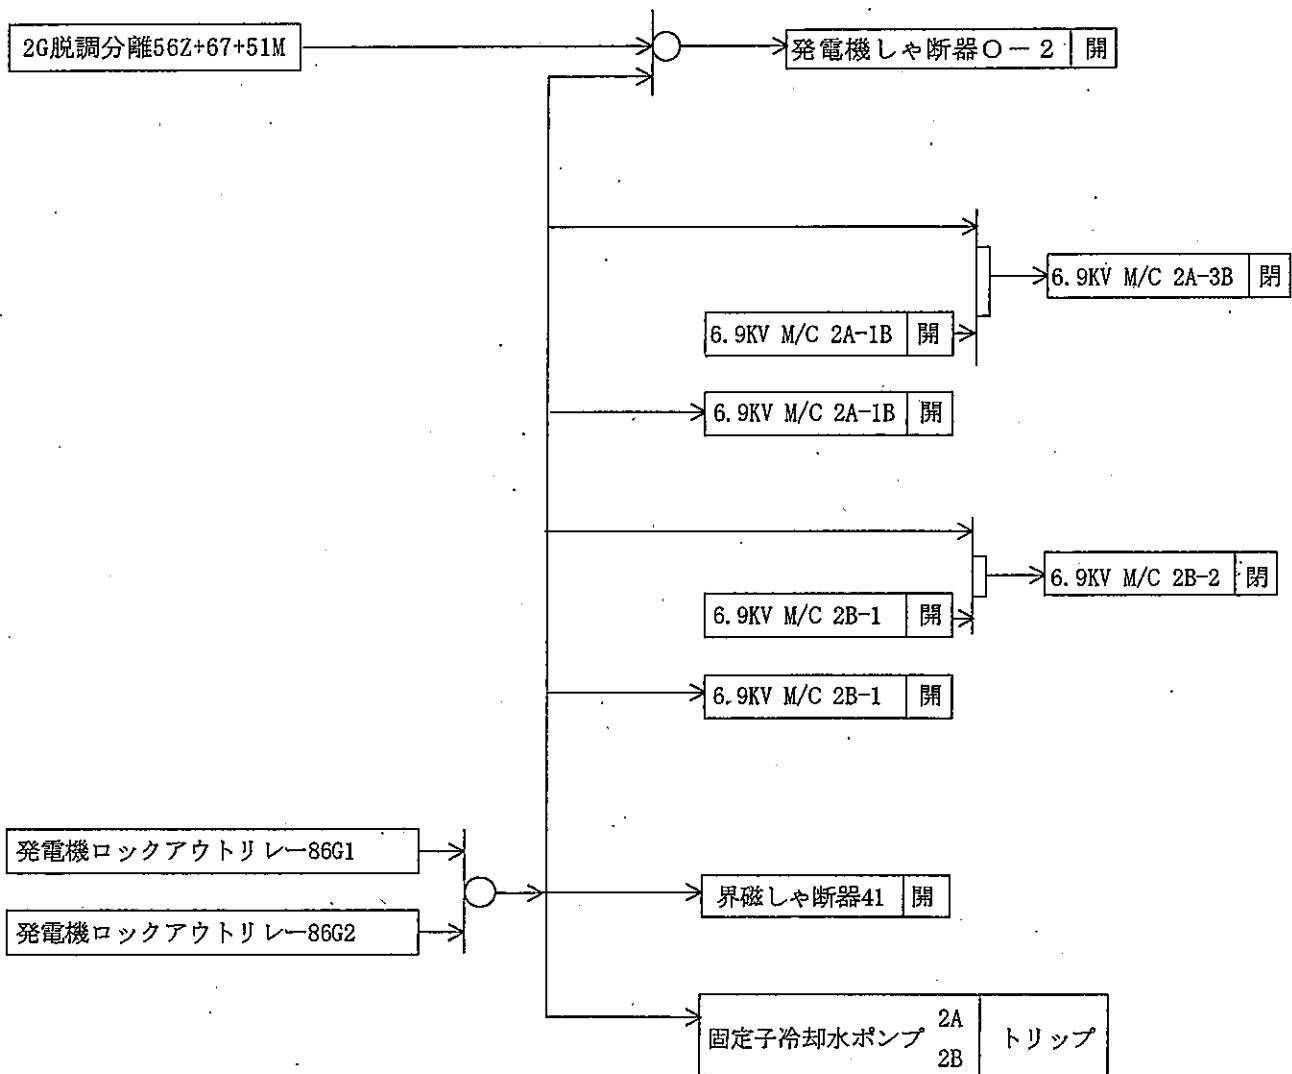 2G脱調分離56Z+67+51M
発電機しゃ断器O－2 開
6.9KV M/C 2A-3B 閉
6.9KV M/C 2A-1B 開
6.9KV M/C 2A-1B 開
6.9KV M/C 2B-2 閉
6.9KV M/C 2B-1 開
6.9KV M/C 2B-1 開
発電機ロックアウトリレー86G1
界磁しゃ断器41 開
発電機ロックアウトリレー86G2
固定子冷却水ポンプ 2A 2B トリップ